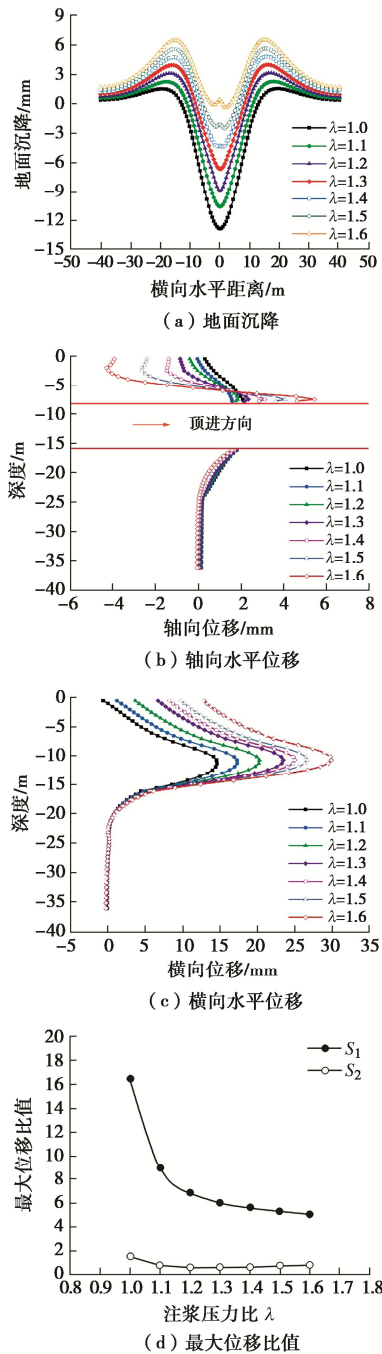 9
6
3
0
-3
-6
-9
-12
-15
地面沉降/mm
λ=1.0
λ=1.1
λ=1.2
λ=1.3
λ=1.4
λ=1.5
λ=1.6
-50 -40 -30 -20 -10 0 10 20 30 40 50
横向水平距离/m
(a) 地面沉降
0
-5
-10
-15
-20
-25
-30
-35
-40
深度/m
顶进方向
λ=1.0
λ=1.1
λ=1.2
λ=1.3
λ=1.4
λ=1.5
λ=1.6
-6 -4 -2 0 2 4 6 8
轴向位移/mm
(b) 轴向水平位移
0
-5
-10
-15
-20
-25
-30
-35
-40
深度/m
λ=1.0
λ=1.1
λ=1.2
λ=1.3
λ=1.4
λ=1.5
λ=1.6
-5 0 5 10 15 20 25 30 35
横向位移/mm
(c) 横向水平位移
20
18
16
14
12
10
8
6
4
2
0
最大位移比值
S1
S2
0.9 1.0 1.1 1.2 1.3 1.4 1.5 1.6 1.7 1.8
注浆压力比 λ
(d) 最大位移比值